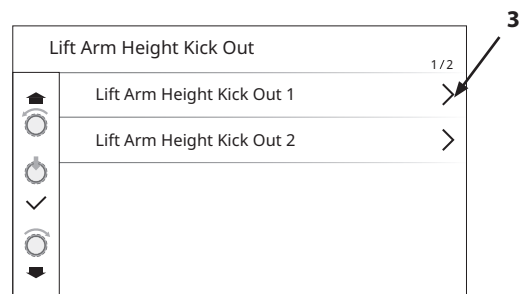 3
Lift Arm Height Kick Out
1/2
Lift Arm Height Kick Out 1
Lift Arm Height Kick Out 2